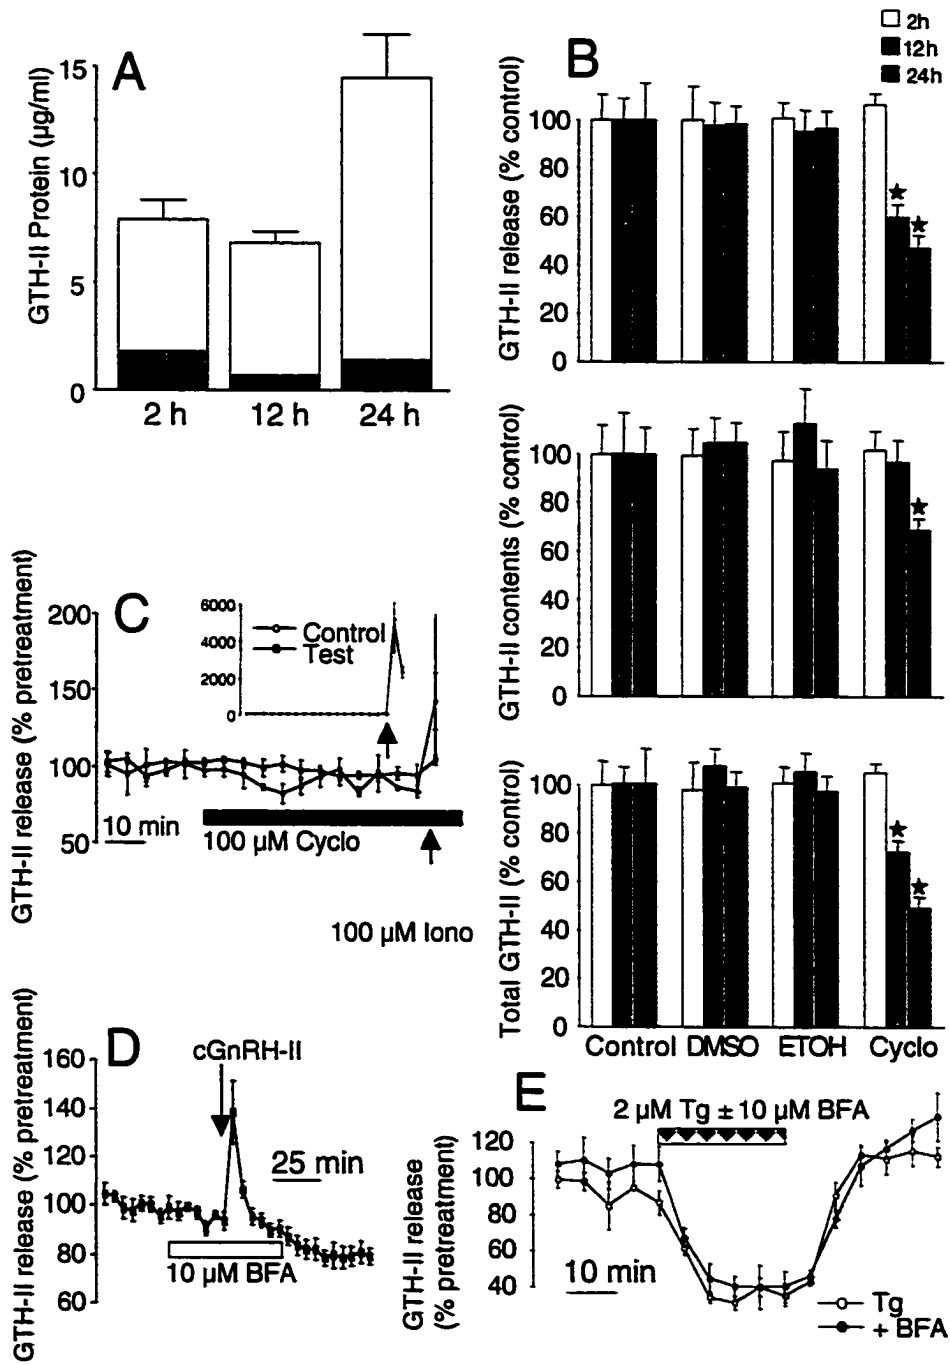 A
GTH-II Protein (µg/ml)
15
10
5
0
2 h 12 h 24 h
B
2h
12h
24h
GTH-II release (% control)
100
80
60
40
20
0
★
★
GTH-II contents (% control)
100
80
60
40
20
0
★
Total GTH-II (% control)
100
80
60
40
20
0
★
★
Control DMSO ETOH Cyclo
C
GTH-II release (% pretreatment)
200
150
100
50
6000
4000
2000
0
Control
Test
10 min
100 µM Cyclo
100 µM Iono
D
GTH-II release (% pretreatment)
160
140
120
100
80
60
cGnRH-II
25 min
10 µM BFA
E
2 µM Tg ± 10 µM BFA
GTH-II release
(% pretreatment)
120
100
80
60
40
10 min
Tg
+ BFA